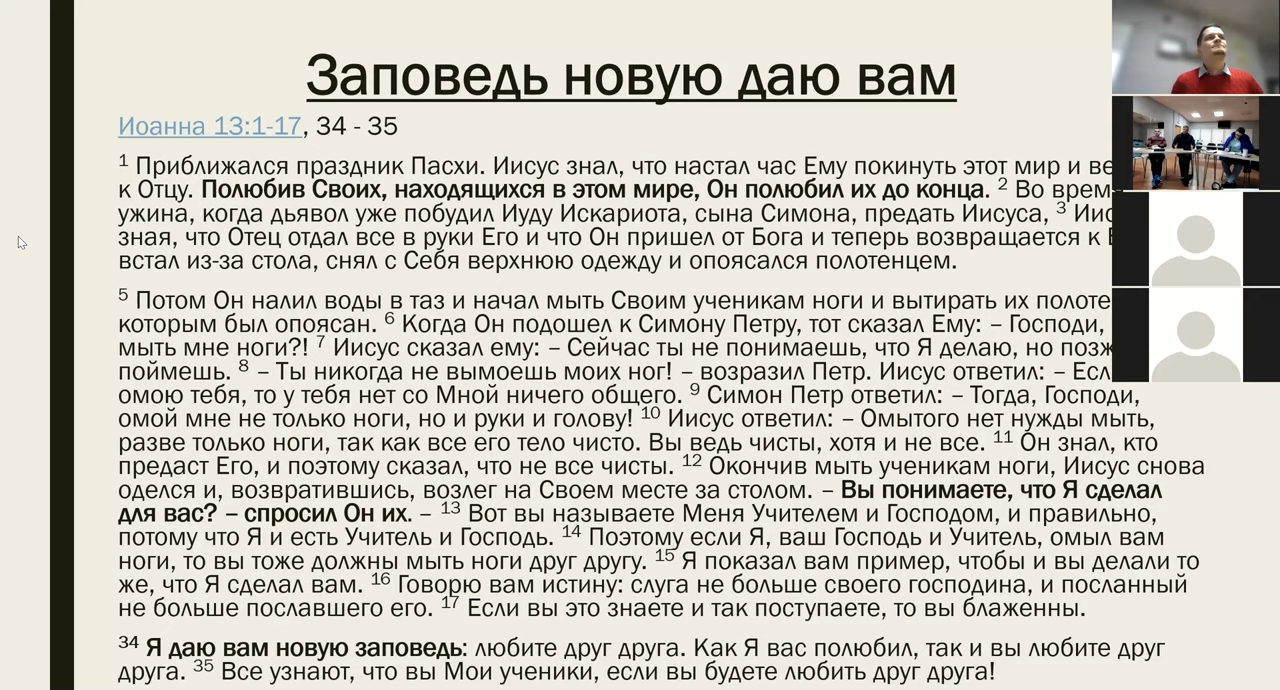 Заповедь новую даю вам
Иоанна 13:1-17, 34 - 35
1 Приближался праздник Пасхи. Иисус знал, что настал час Ему покинуть этот мир и
к Отцу. Полюбив Своих, находящихся в этом мире, Он полюбил их до конца. 2 Во
ужина, когда дьявол уже побудил Иуду Искариота, сына Симона, предать Иисуса, 3
зная, что Отец отдал все в руки Его и что Он пришел от Бога и теперь возвращается к
встал из-за стола, снял с Себя верхнюю одежду и опоясался полотенцем.
5 Потом Он налил воды в таз и начал мыть Своим ученикам ноги и вытирать их
которым был опоясан. 6 Когда Он подошел к Симону Петру, тот сказал Ему: – Господи,
мыть мне ноги?! 7 Иисус сказал ему: – Сейчас ты не понимаешь, что Я делаю, но
поймешь. 8 – Ты никогда не вымоешь моих ног! – возразил Петр. Иисус ответил: –
омою тебя, то у тебя нет со Мной ничего общего. 9 Симон Петр ответил: – Тогда, Господи,
омой мне не только ноги, но и руки и голову! 10 Иисус ответил: – Омытого нет нужды мыть,
разве только ноги, так как все его тело чисто. Вы ведь чисты, хотя и не все. 11 Он знал, кто
предаст Его, и поэтому сказал, что не все чисты. 12 Окончив мыть ученикам ноги, Иисус снова
оделся и, возвратившись, возлег на Своем месте за столом. – Вы понимаете, что Я сделал
для вас? – спросил Он их. – 13 Вот вы называете Меня Учителем и Господом, и правильно,
потому что Я и есть Учитель и Господь. 14 Поэтому если Я, ваш Господь и Учитель, омыл вам
ноги, то вы тоже должны мыть ноги друг другу. 15 Я показал вам пример, чтобы и вы делали то
же, что Я сделал вам. 16 Говорю вам истину: слуга не больше своего господина, и посланный
не больше пославшего его. 17 Если вы это знаете и так поступаете, то вы блаженны.
34 Я даю вам новую заповедь: любите друг друга. Как Я вас полюбил, так и вы любите друг
друга. 35 Все узнают, что вы Мои ученики, если вы будете любить друг друга!